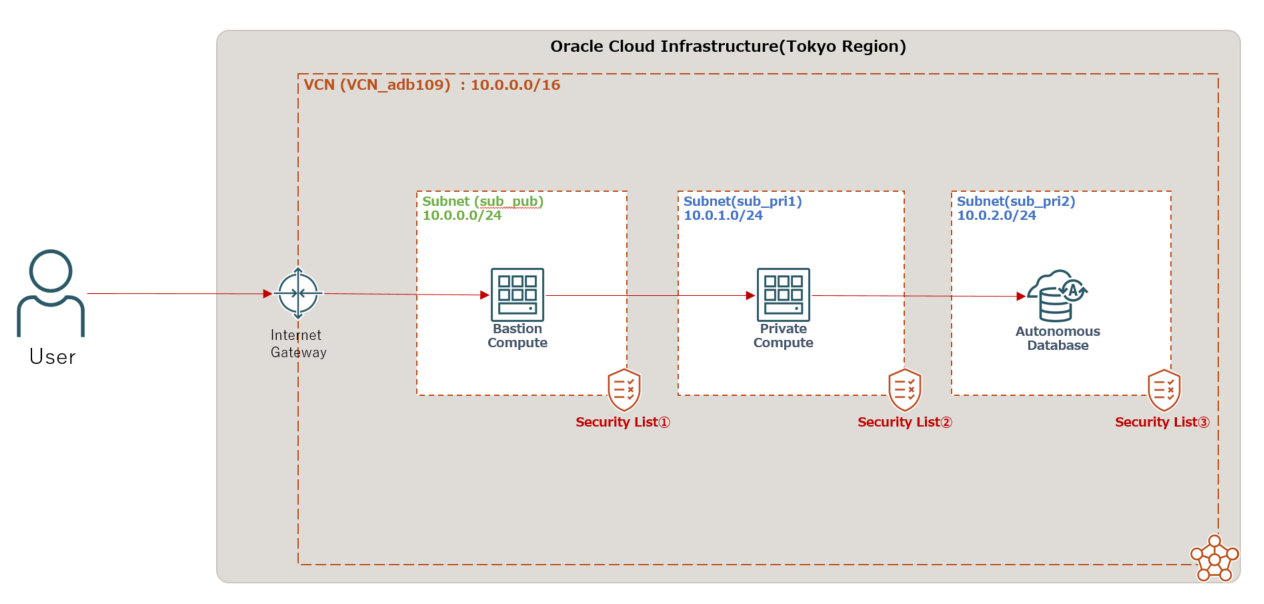 Oracle Cloud Infrastructure(Tokyo Region)
VCN (VCN_adb109) : 10.0.0.0/16
Subnet (sub_pub)
10.0.0.0/24
Subnet(sub_pri1)
10.0.1.0/24
Subnet(sub_pri2)
10.0.2.0/24
User
Internet
Gateway
Bastion
Compute
Private
Compute
A
Autonomous
Database
Security List①
Security List②
Security List③